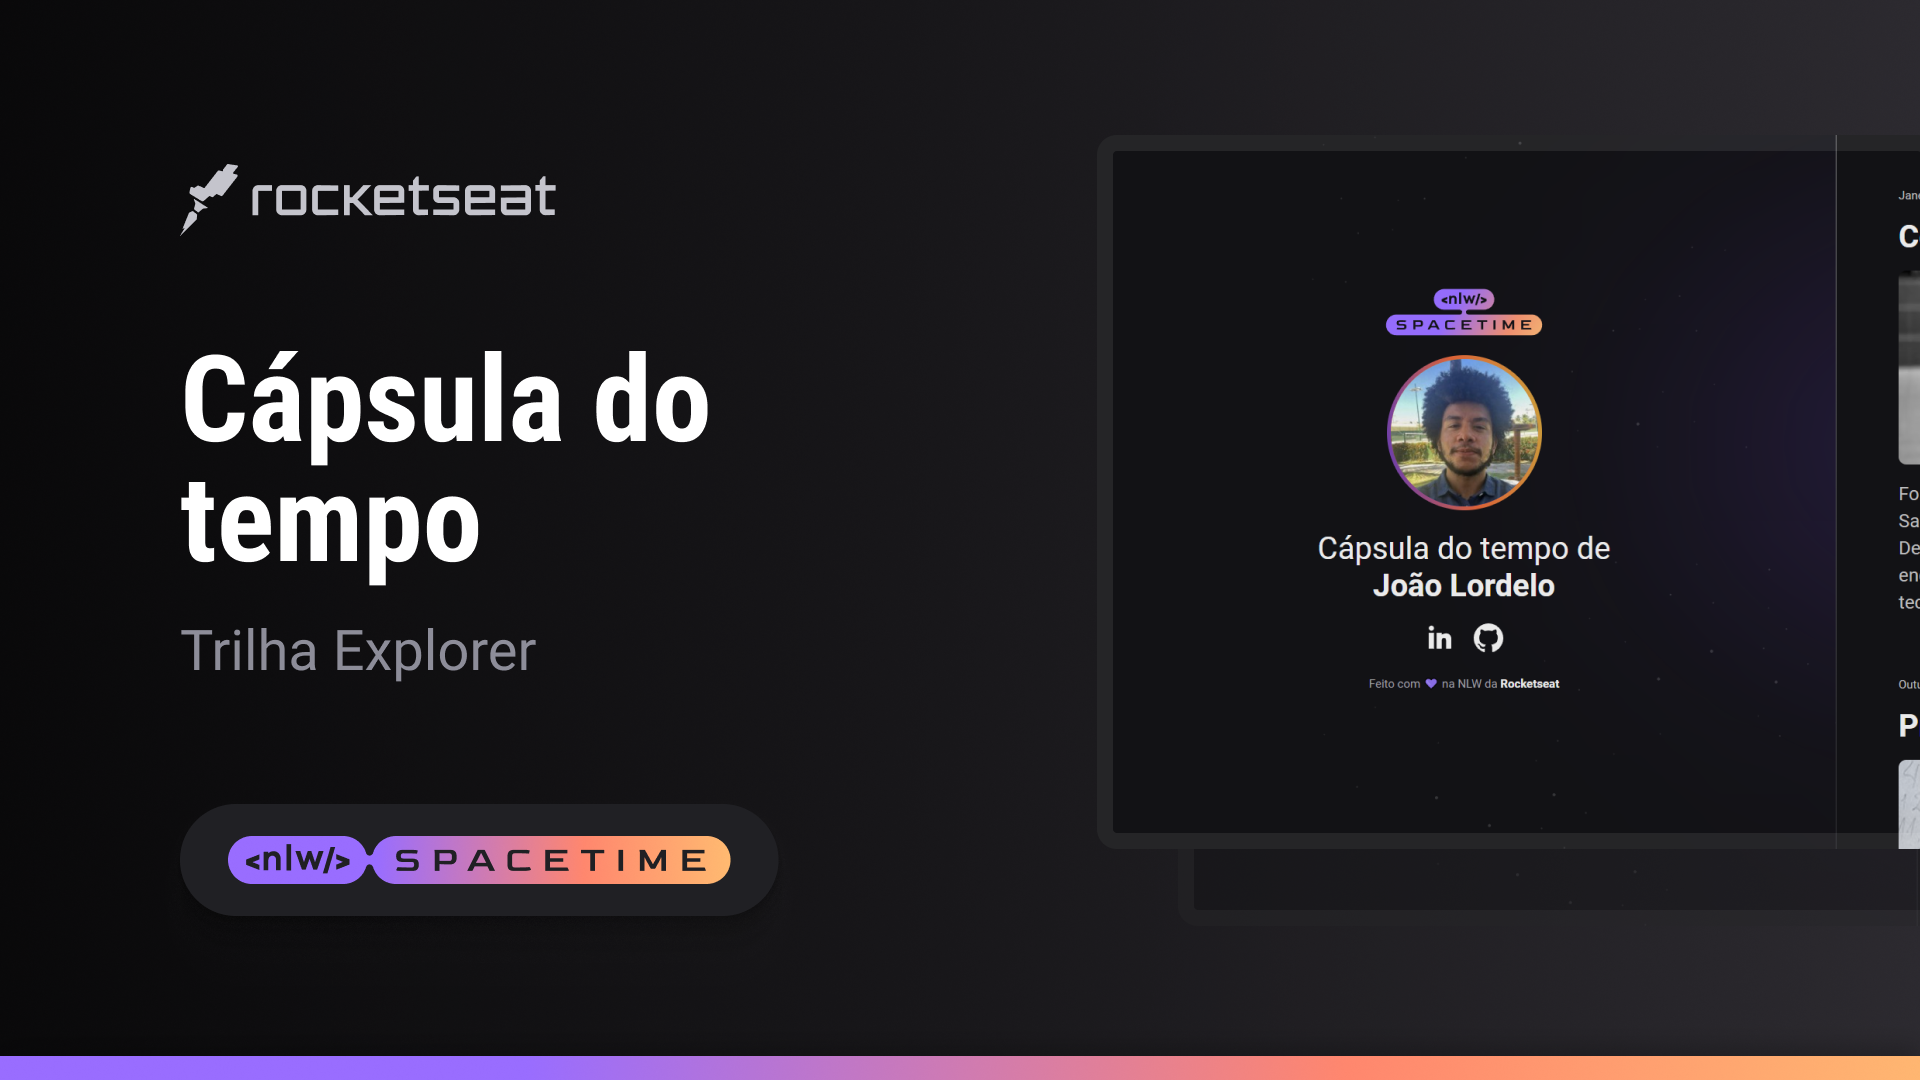 rocketseat
Cápsula do
tempo
Trilha Explorer
<nlw/> SPACETIME
<nlw/>
SPACETIME
Cápsula do tempo de
João Lordelo
in
Feito com 💜 na NLW da Rocketseat